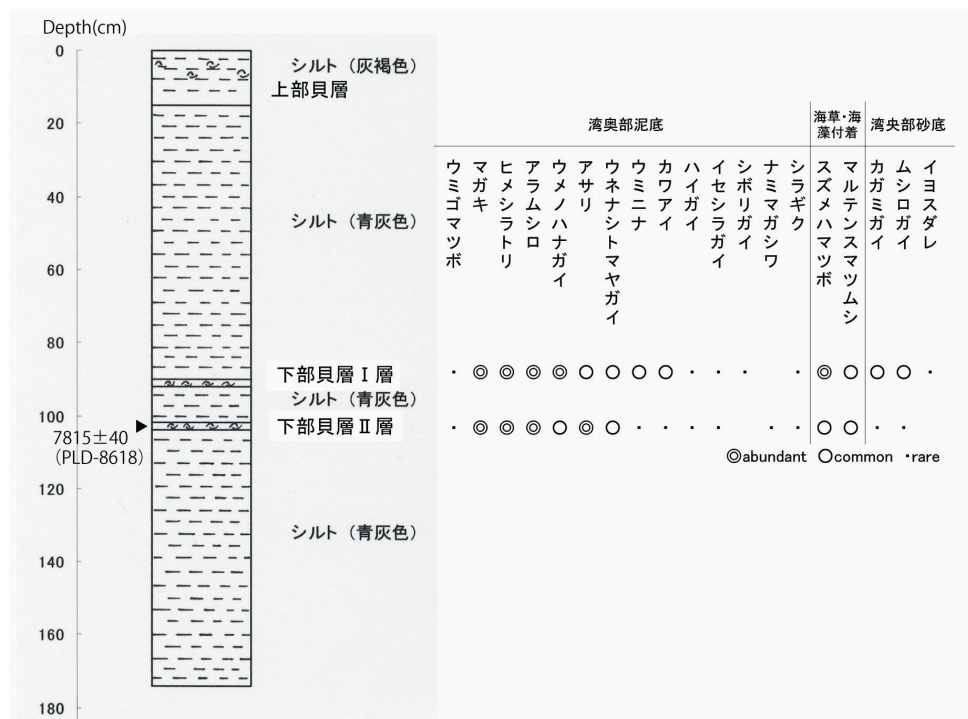 Depth(cm)
0
20
40
60
80
100
120
140
160
180
7815±40
(PLD-8618)
シルト（灰褐色）
上部貝層
シルト（青灰色）
下部貝層Ⅰ層
シルト（青灰色）
下部貝層Ⅱ層
シルト（青灰色）
湾奥部泥底
海草・海
藻付着
湾央部砂底
ウミゴマツボ
マガキ
ヒメシラトリ
アラムシロ
ウメノハナガイ
アサリ
ウネナシトマヤガイ
ウミニナ
カワアイ
ハイガイ
イセシラガイ
シボリガイ
ナミマガシワ
シラギク
スズメハマツボ
マルテンスマツムシ
カガミガイ
ムシロガイ
イヨスダレ
・ ◎ ◎ ◎ ◎ ○ ○ ○ ○ ・ ・ ・ ・ ◎ ○ ○ ○ ・
・ ◎ ◎ ◎ ○ ◎ ○ ・ ・ ・ ・ ・ ・ ○ ○ ・ ・
◎abundant ○common ・rare